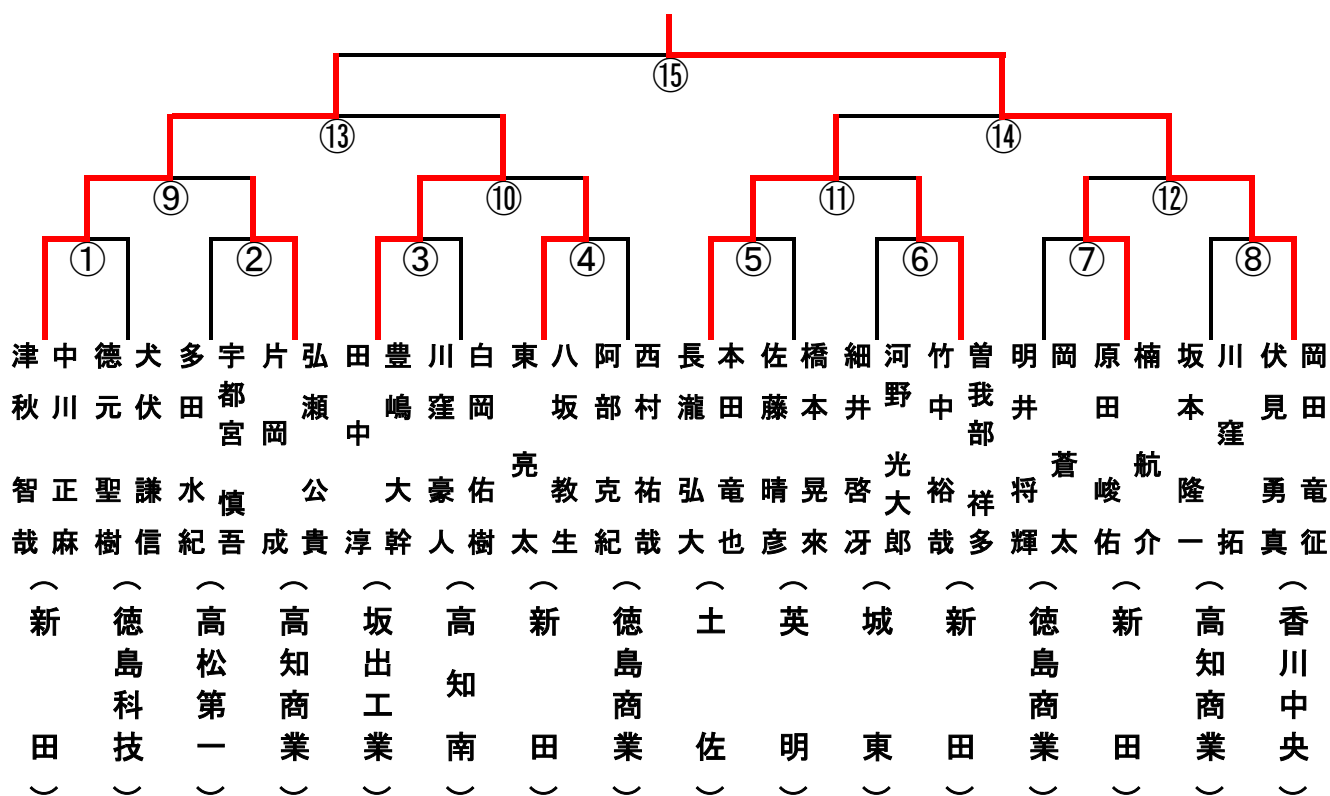 ⑮
⑬
⑭
⑨
⑩
⑪
⑫
①
②
③
④
⑤
⑥
⑦
⑧
津秋智哉
中川正麻
徳元聖樹
犬伏謙信
多田水紀
宇都宮慎吾
片岡成
弘瀬公貴
田中淳
豊嶋大幹
川窪豪人
白岡佑樹
東亮太
八坂教生
阿部克紀
西村祐哉
長瀧弘大
本田竜也
佐藤晴彦
橋本晃來
細井啓冴
河野光大郎
竹中裕哉
曽我部祥多
明井将輝
岡蒼太
原田峻佑
楠航介
坂本隆一
川窪拓
伏見勇真
岡田竜征
（新田）
（徳島科技）
（高松第一）
（高知商業）
（坂出工業）
（高知南）
（新田）
（徳島商業）
（土佐）
（英明）
（城東）
（新田）
（徳島商業）
（新田）
（高知商業）
（香川中央）